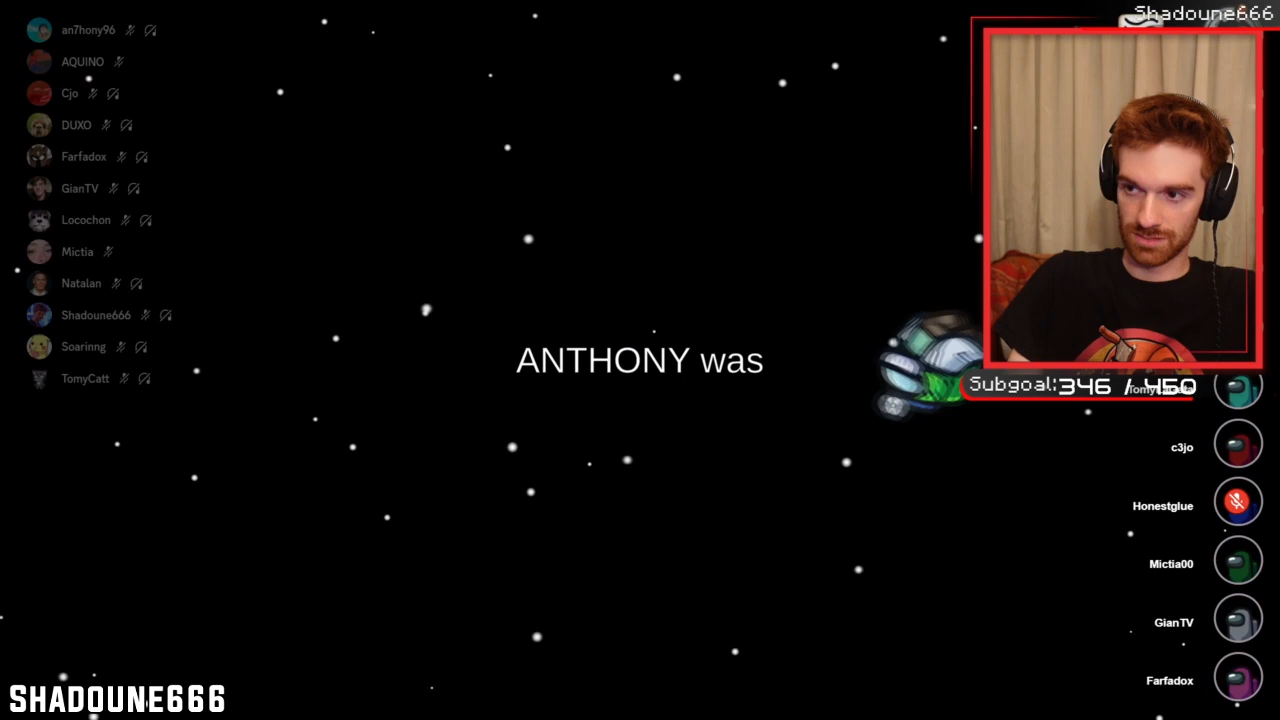 Shadoune666
an7hony96
AQUINO
Cjo
DUXO
Farfadox
GianTV
Locochon
Mictia
Natalan
Shadoune666
Soarinng
TomyCatt
ANTHONY was
Subgoal: 346 / 450
c3jo
Honestglue
Mictia00
GianTV
Farfadox
SHADOUNE666